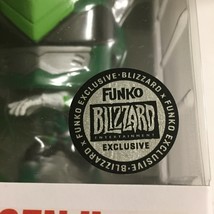 FUNKO EXCLUSIVE•BLIZZARD X FUNKO EXCLUSIVE•BLIZZARD X
FUNKO
BLIZZARD
ENTERTAINMENT
EXCLUSIVE